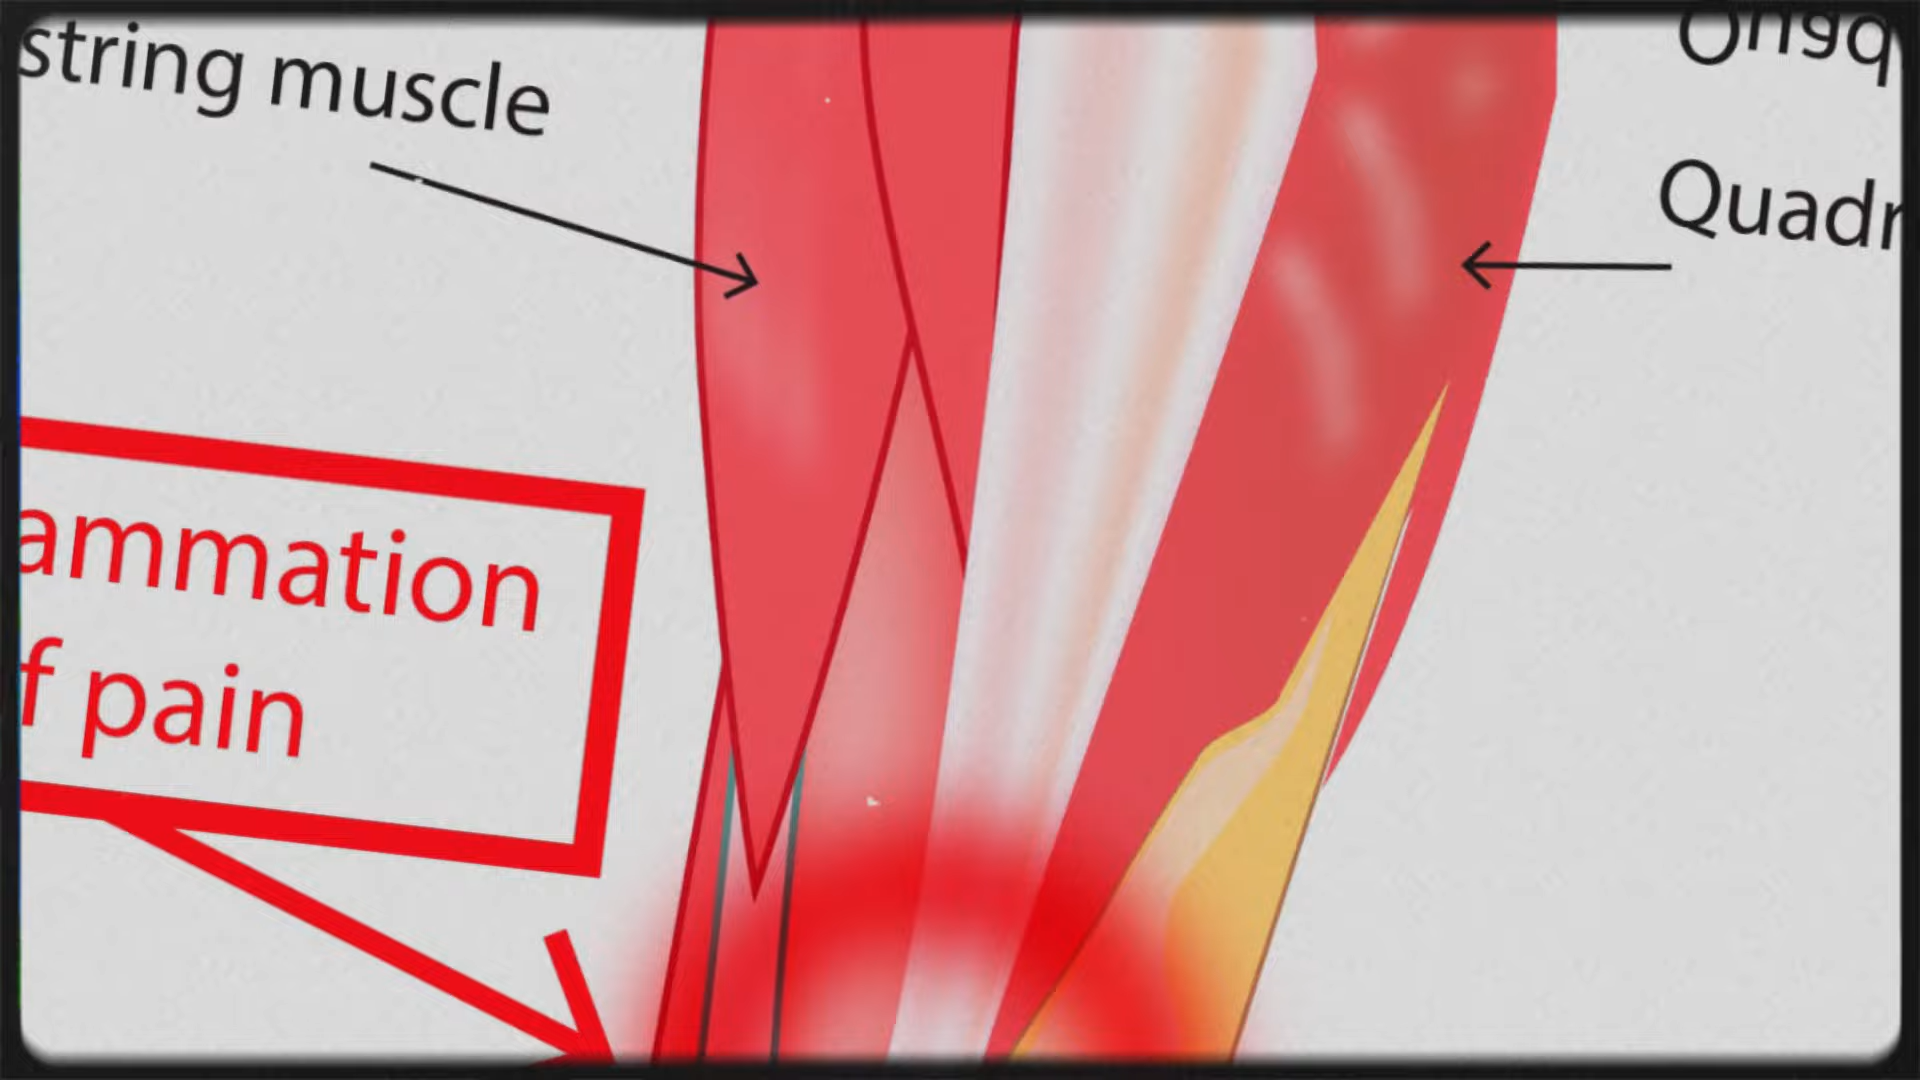 string muscle
Quadr
ammation
f pain